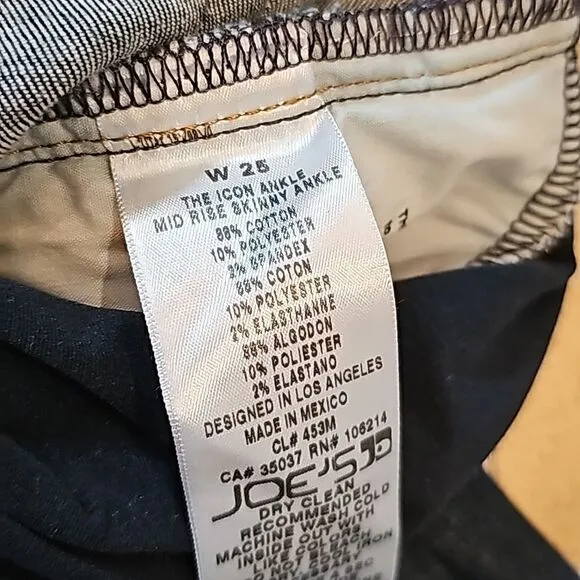 W 25
THE ICON ANKLE
MID RISE SKINNY ANKLE
88% COTTON
10% POLYESTER
2% SPANDEX
88% COTON
10% POLYESTER
2% ELASTHANNE
88% ALGODON
10% POLIESTER
2% ELASTANO
DESIGNED IN LOS ANGELES
MADE IN MEXICO
CL# 453M
CA# 35037 RN# 106214
JOE'S
DRY CLEAN
RECOMMENDED
MACHINE WASH COLD
INSIDE OUT WITH
LIKE COLORS
IRON